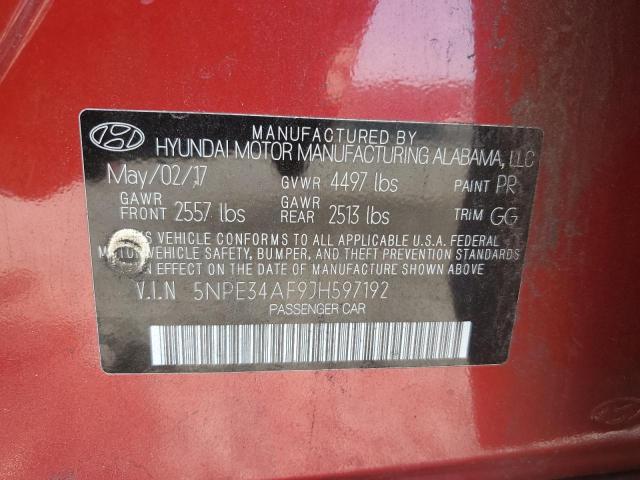 MANUFACTURED BY
HYUNDAI MOTOR MANUFACTURING ALABAMA, LLC
May/02/17 GVWR 4497 lbs PAINT PR
GAWR FRONT 2557 lbs GAWR REAR 2513 lbs TRIM GG
VEHICLE CONFORMS TO ALL APPLICABLE U.S.A. FEDERAL
VEHICLE SAFETY, BUMPER, AND THEFT PREVENTION STANDARDS
IN EFFECT ON THE DATE OF MANUFACTURE SHOWN ABOVE.
V.I.N 5NPE34AF9JH597192
PASSENGER CAR